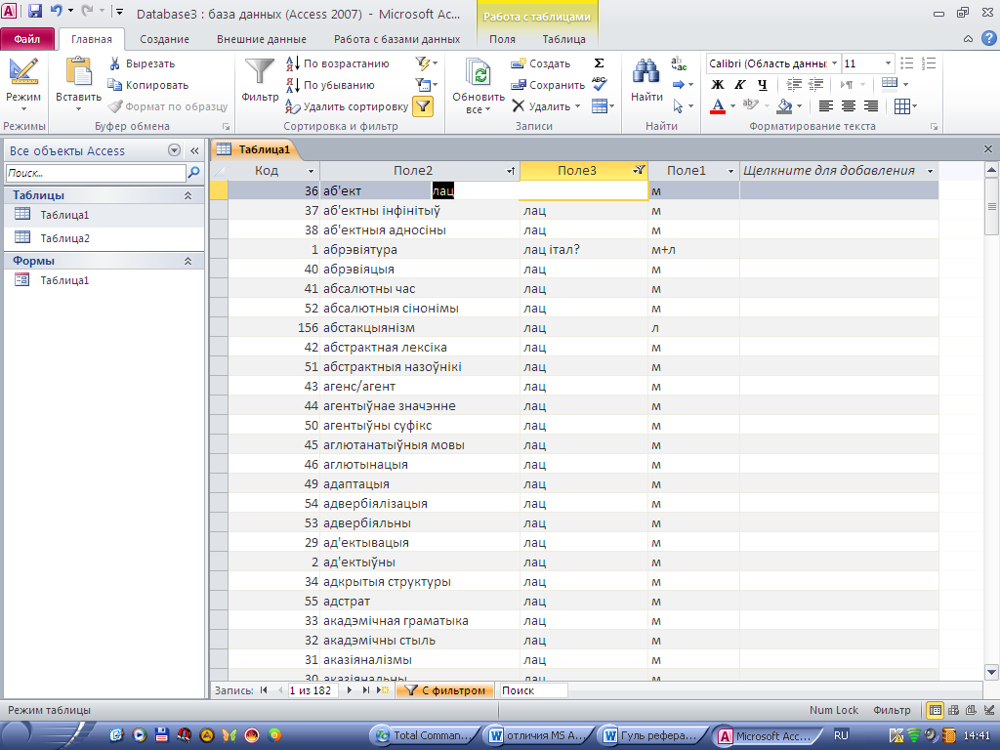 Database3 : база данных (Access 2007) - Microsoft Ac...
Работа с таблицами
Файл Главная Создание Внешние данные Работа с базами данных Поля Таблица
Режим
Режимы
Вставить
Вырезать
Копировать
Формат по образцу
Буфер обмена
Фильтр
По возрастанию
По убыванию
Удалить сортировку
Сортировка и фильтр
Обновить все
Создать
Сохранить
Удалить
Записи
Найти
Найти
Calibri (Область данны: 11
Ж К Ч
Форматирование текста
Все объекты Access
Поиск...
Таблицы
Таблица1
Таблица2
Формы
Таблица1
Таблица1
Код Поле2 Поле3 Поле1 Щелкните для добавления
36 аб'ект лац м
37 аб'ектны інфінітыў лац м
38 аб'ектныя адносіны лац м
1 абрэвіятура лац італ? м+л
40 абрэвіяцыя лац м
41 абсалютны час лац м
52 абсалютныя сінонімы лац м
156 абстакцыянізм лац л
42 абстрактная лексіка лац м
51 абстрактныя назоўнікі лац м
43 агенс/агент лац м
44 агентыўнае значэнне лац м
50 агентыўны суфікс лац м
45 аглютанатыўныя мовы лац м
46 аглютынацыя лац м
49 адаптацыя лац м
54 адвербіялізацыя лац м
53 адвербіяльны лац м
29 ад'ектывацыя лац м
2 ад'ектыўны лац м
34 адкрытыя структуры лац м
55 адстрат лац м
33 акадэмічная граматыка лац м
32 акадэмічны стыль лац м
31 аказіяналізмы лац м
30 аказіянальны лац м
Запись: 1 из 182 С фильтром Поиск
Режим таблицы Num Lock Фильтр
Total Comman... отличия MS A... Гуль рефера... Microsoft Acc... RU 14:41